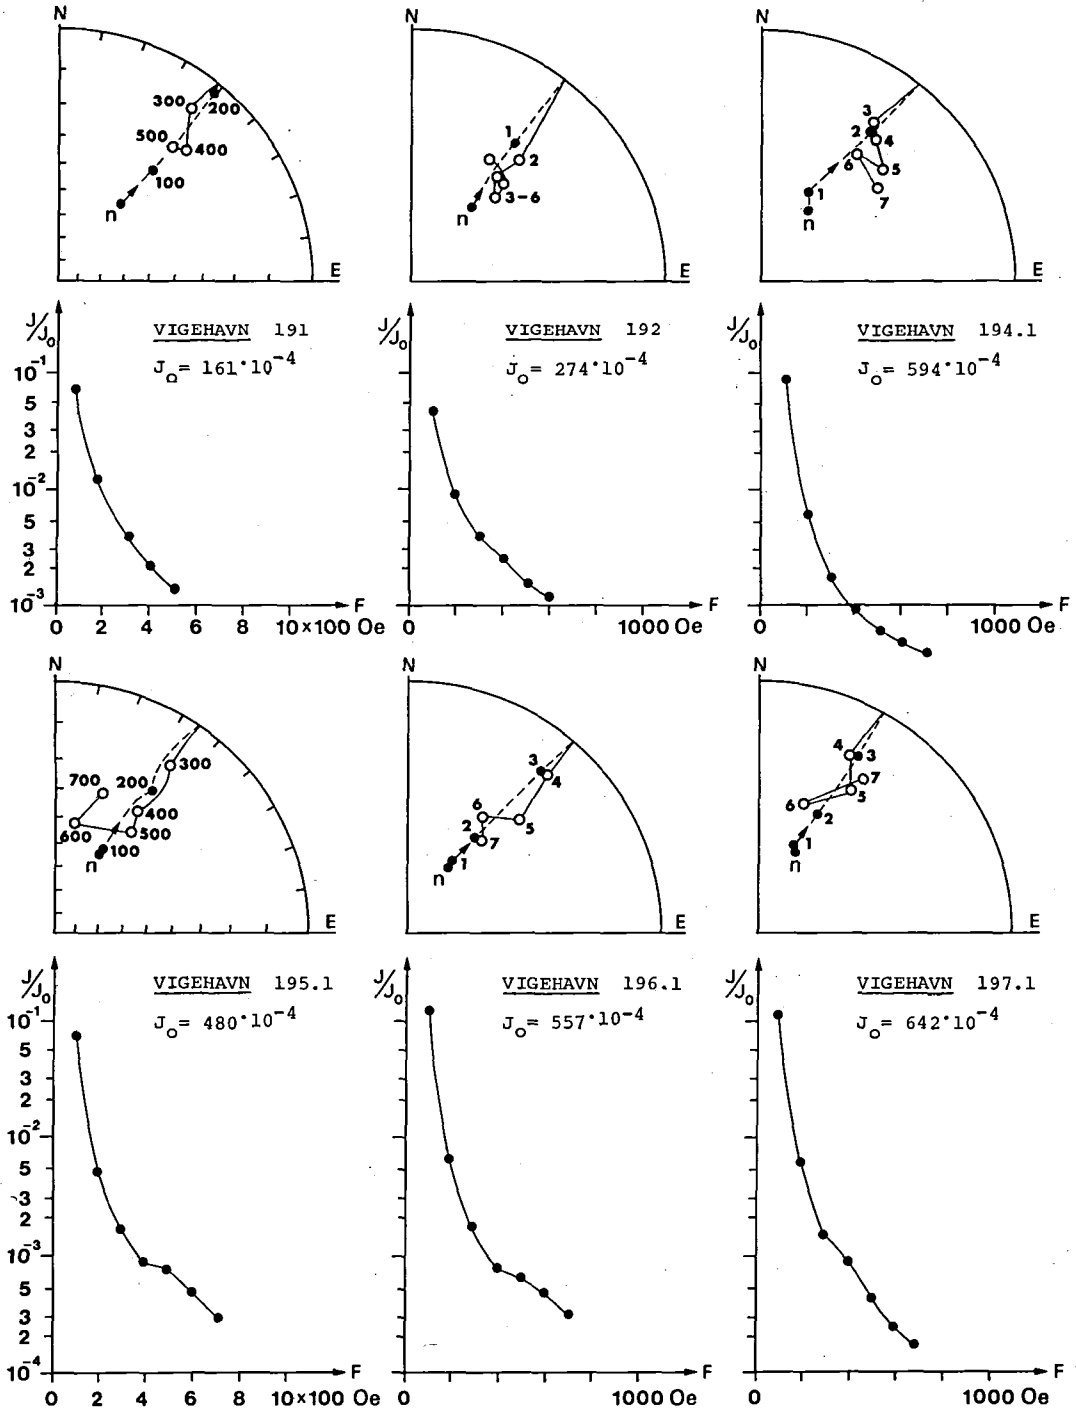 N
300
200
500
400
100
n
E
N
1
2
3-6
n
E
N
3
2
4
6
5
1
7
n
E
J/J₀
VIGEHAVN 191
J₀= 161·10⁻⁴
10⁻¹
5
3
2
10⁻²
5
3
2
10⁻³
F
0 2 4 6 8 10×100 Oe
J/J₀
VIGEHAVN 192
J₀= 274·10⁻⁴
F
0 1000 Oe
J/J₀
VIGEHAVN 194.1
J₀= 594·10⁻⁴
F
0 1000 Oe
N
300
700
200
400
600
500
100
n
E
N
3
4
6
5
2
7
1
n
E
N
4
3
7
6
5
2
1
n
E
J/J₀
VIGEHAVN 195.1
J₀= 480·10⁻⁴
10⁻¹
5
3
2
10⁻²
5
3
2
10⁻³
5
3
2
10⁻⁴
F
0 2 4 6 8 10×100 Oe
J/J₀
VIGEHAVN 196.1
J₀= 557·10⁻⁴
F
0 1000 Oe
J/J₀
VIGEHAVN 197.1
J₀= 642·10⁻⁴
F
0 1000 Oe